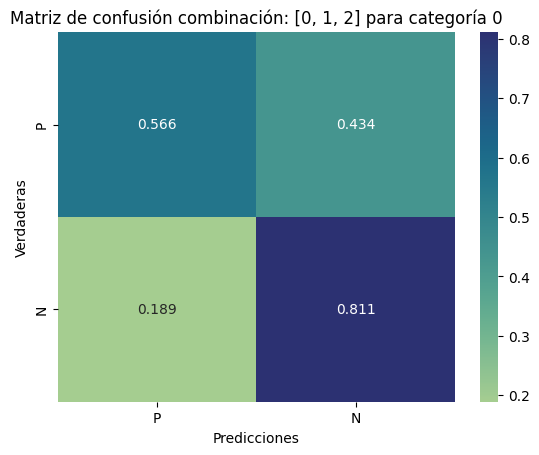 Matriz de confusión combinación: [0, 1, 2] para categoría 0
0.566 0.434
0.189 0.811
P
N
Verdaderas
P N
Predicciones
0.8
0.7
0.6
0.5
0.4
0.3
0.2